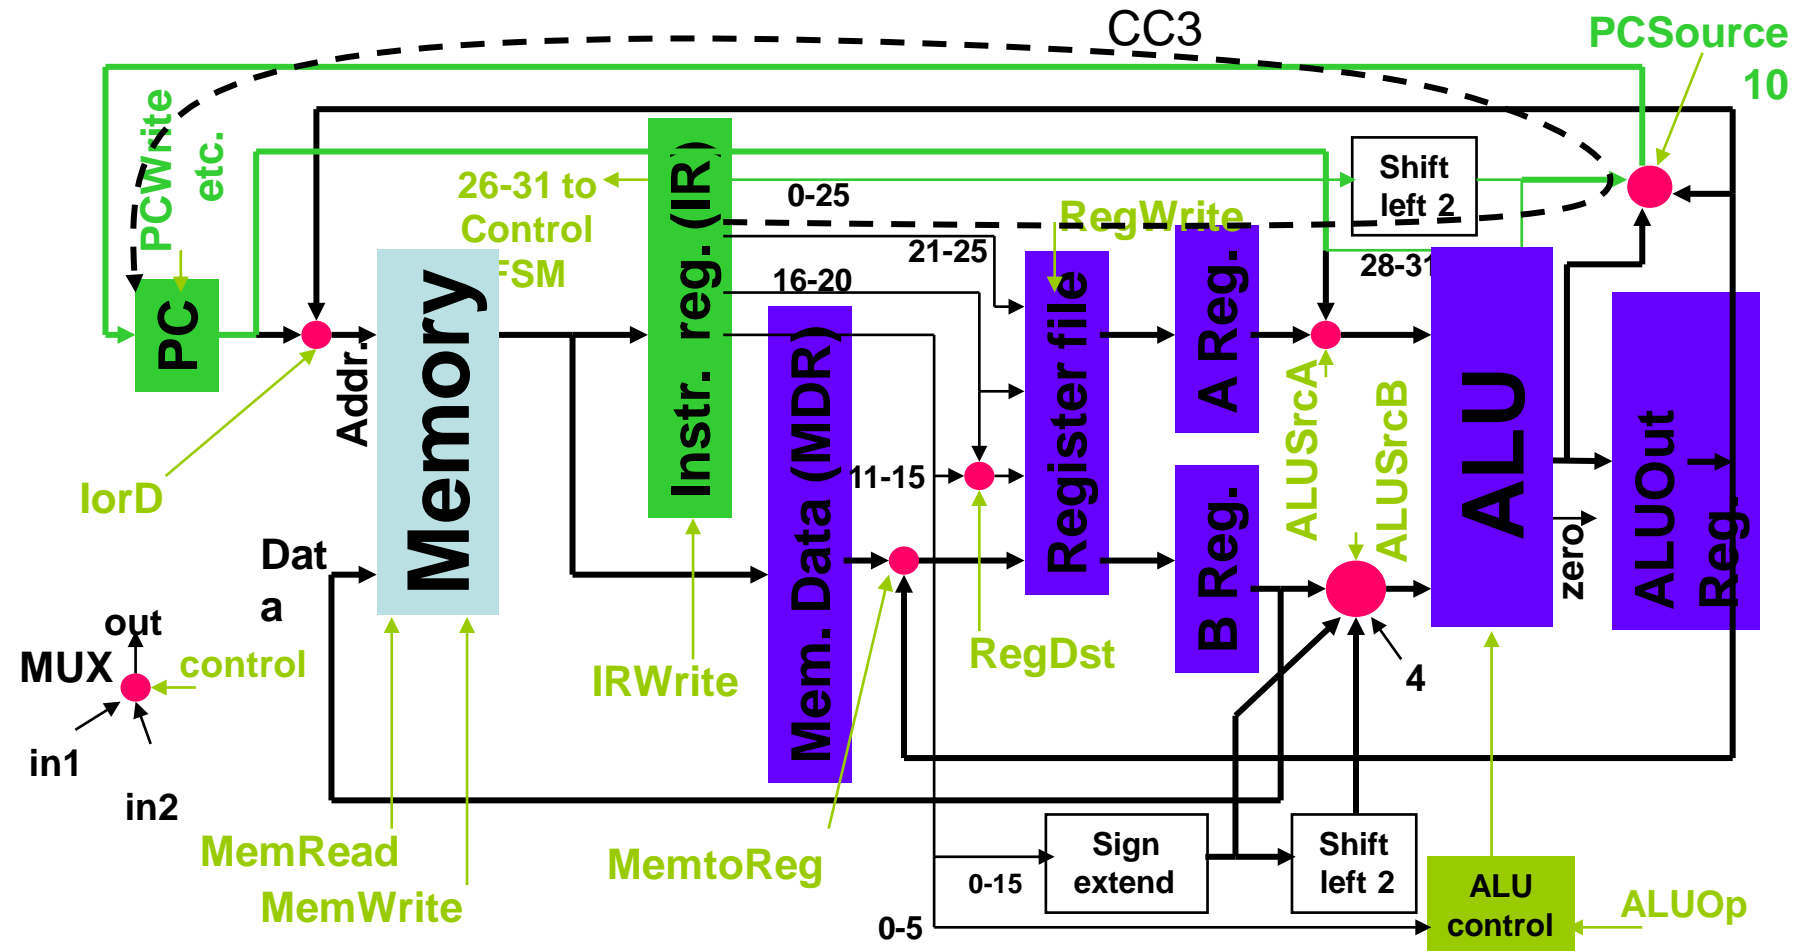 CC3
PCSource
10
PCWrite
etc.
26-31 to
Control
FSM
0-25
Shift
left 2
RegWrite
21-25
28-31
16-20
PC
Addr.
Memory
Instr. reg. (IR)
Mem. Data (MDR)
Register file
A Reg.
B Reg.
ALUSrcA
ALUSrcB
ALU
ALUOut
Reg.
zero
11-15
IorD
Dat
a
out
MUX
control
in1
in2
IRWrite
RegDst
4
MemRead
MemWrite
MemtoReg
Sign
extend
0-15
Shift
left 2
0-5
ALU
control
ALUOp